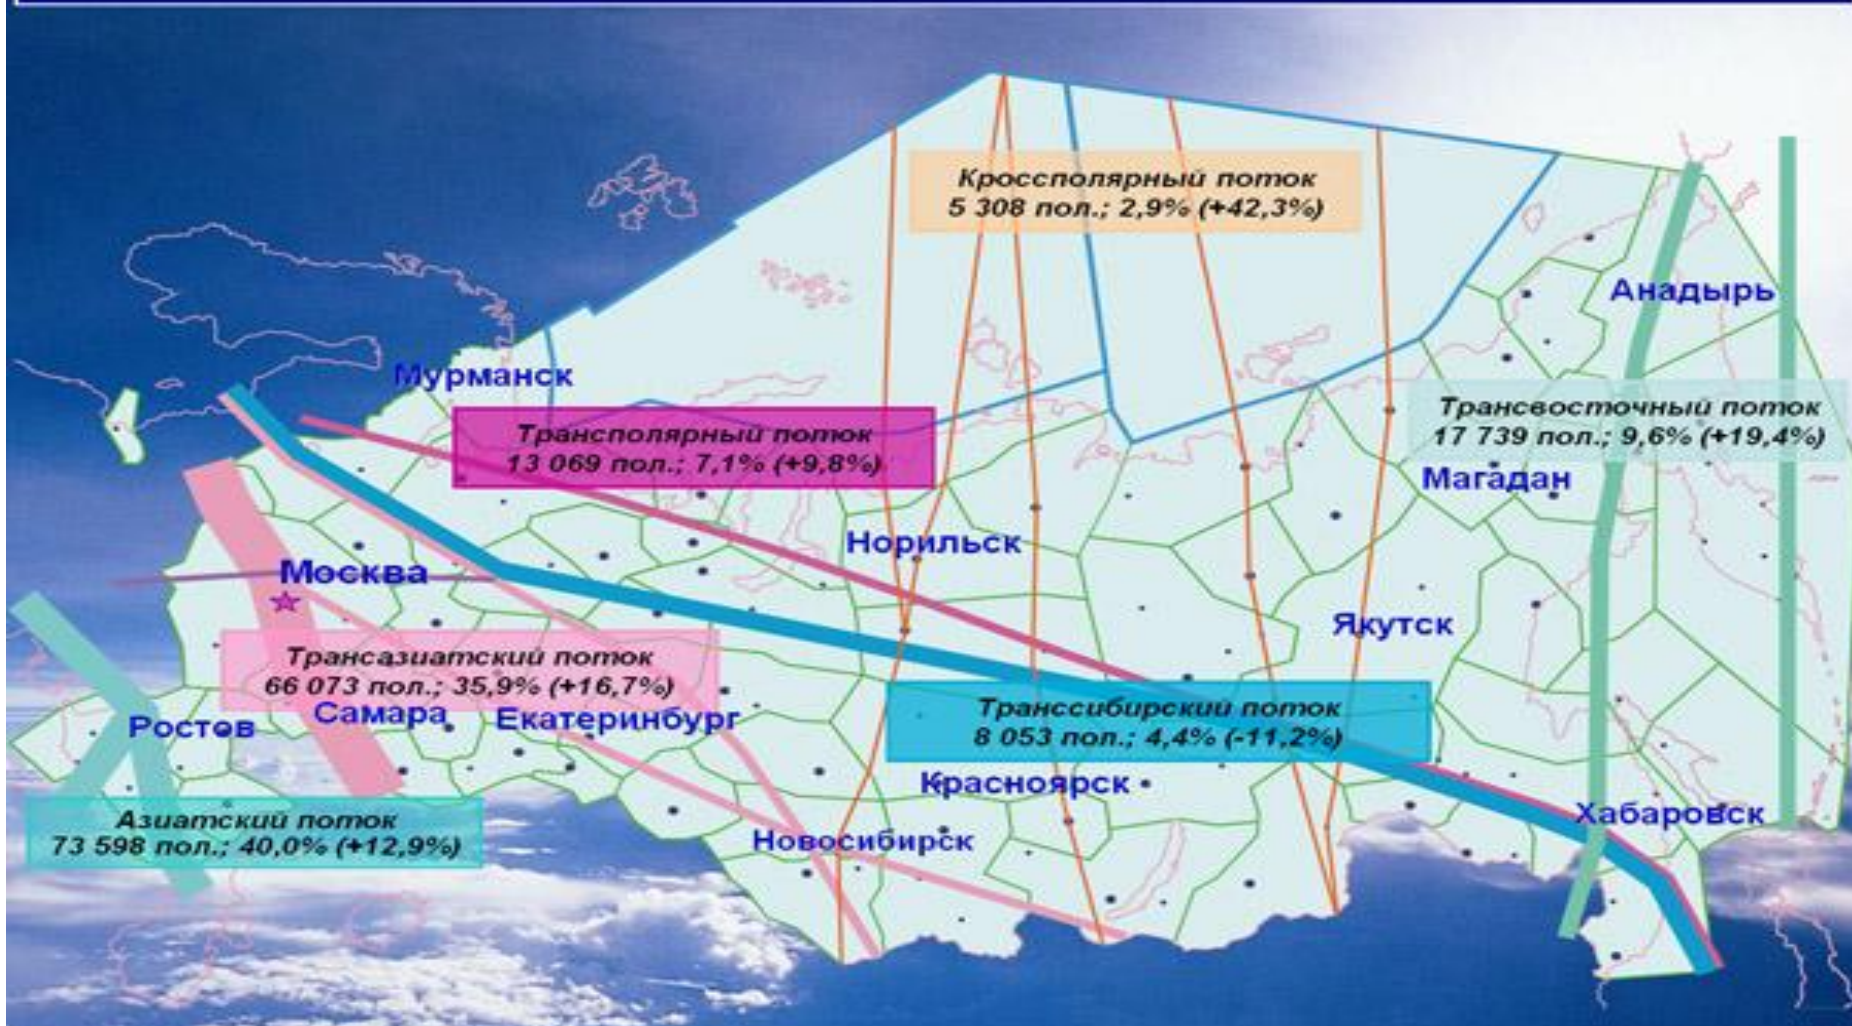 Кроссполярный поток
5 308 пол.; 2,9% (+42,3%)
Анадырь
Мурманск
Трансполярный поток
13 069 пол.; 7,1% (+9,8%)
Трансвосточный поток
17 739 пол.; 9,6% (+19,4%)
Магадан
Норильск
Москва
Якутск
Трансазиатский поток
66 073 пол.; 35,9% (+16,7%)
Самара
Ростов
Екатеринбург
Транссибирский поток
8 053 пол.; 4,4% (-11,2%)
Красноярск
Хабаровск
Азиатский поток
73 598 пол.; 40,0% (+12,9%)
Новосибирск